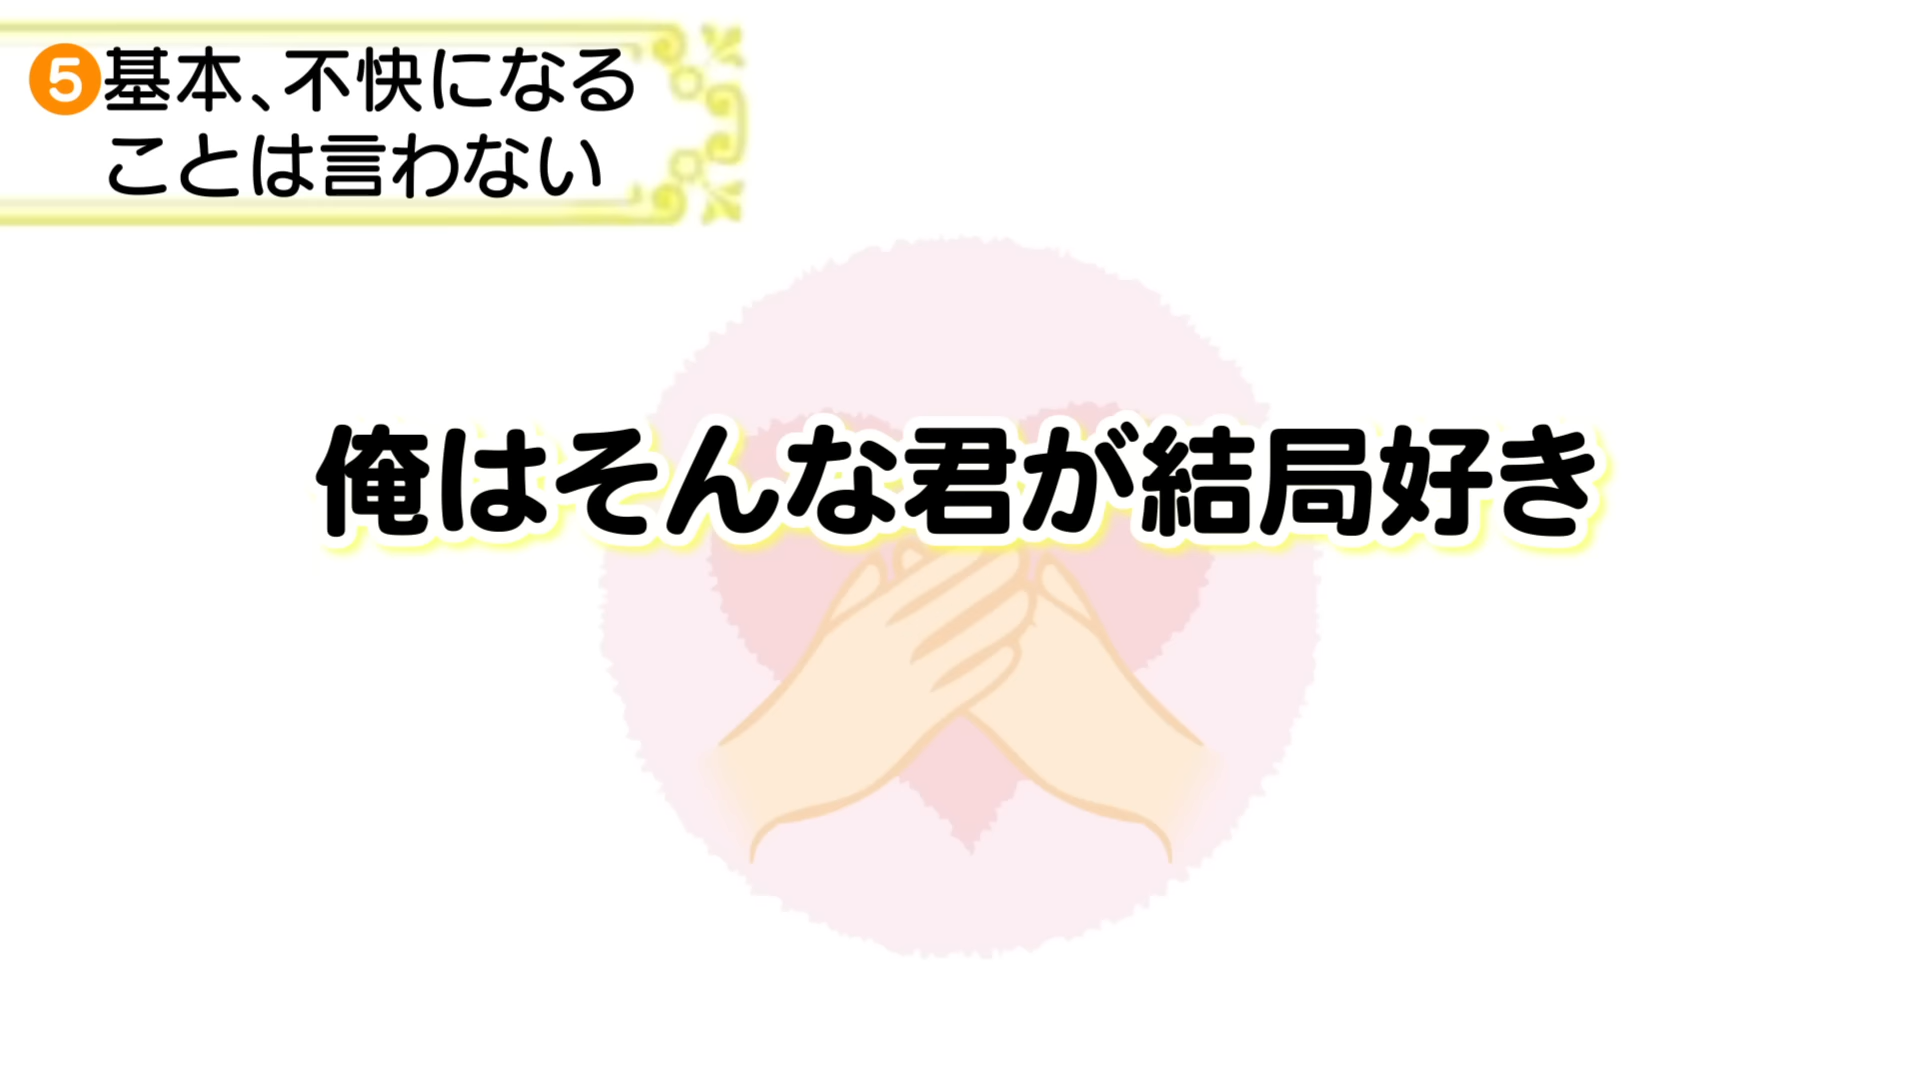 ❺基本、不快になる
ことは言わない
俺はそんな君が結局好き